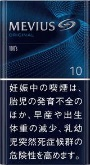 MEVIUS
ORIGINAL
10
妊娠中の喫煙は、
胎児の発育不全の
ほか、早産や出生
体重の減少、乳幼
児突然死症候群の
危険性を高めます。